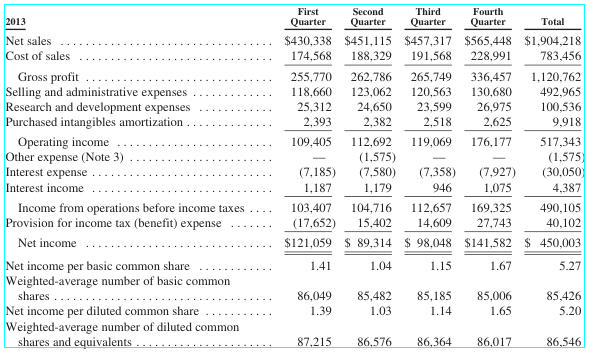 2013 First Quarter Second Quarter Third Quarter Fourth Quarter Total
Net sales ................................ $430,338 $451,115 $457,317 $565,448 $1,904,218
Cost of sales ................................ 174,568 188,329 191,568 228,991 783,456
Gross profit ............................ 255,770 262,786 265,749 336,457 1,120,762
Selling and administrative expenses ......... 118,660 123,062 120,563 130,680 492,965
Research and development expenses ........... 25,312 24,650 23,599 26,975 100,536
Purchased intangibles amortization ............ 2,393 2,382 2,518 2,625 9,918
Operating income ....................... 109,405 112,692 119,069 176,177 517,343
Other expense (Note 3) ..................... — (1,575) — — (1,575)
Interest expense ........................... (7,185) (7,580) (7,358) (7,927) (30,050)
Interest income ............................ 1,187 1,179 946 1,075 4,387
Income from operations before income taxes .... 103,407 104,716 112,657 169,325 490,105
Provision for income tax (benefit) expense ....... (17,652) 15,402 14,609 27,743 40,102
Net income ............................ $121,059 $ 89,314 $ 98,048 $141,582 $ 450,003
Net income per basic common share ........... 1.41 1.04 1.15 1.67 5.27
Weighted-average number of basic common
shares ................................. 86,049 85,482 85,185 85,006 85,426
Net income per diluted common share ........... 1.39 1.03 1.14 1.65 5.20
Weighted-average number of diluted common
shares and equivalents ..................... 87,215 86,576 86,364 86,017 86,546